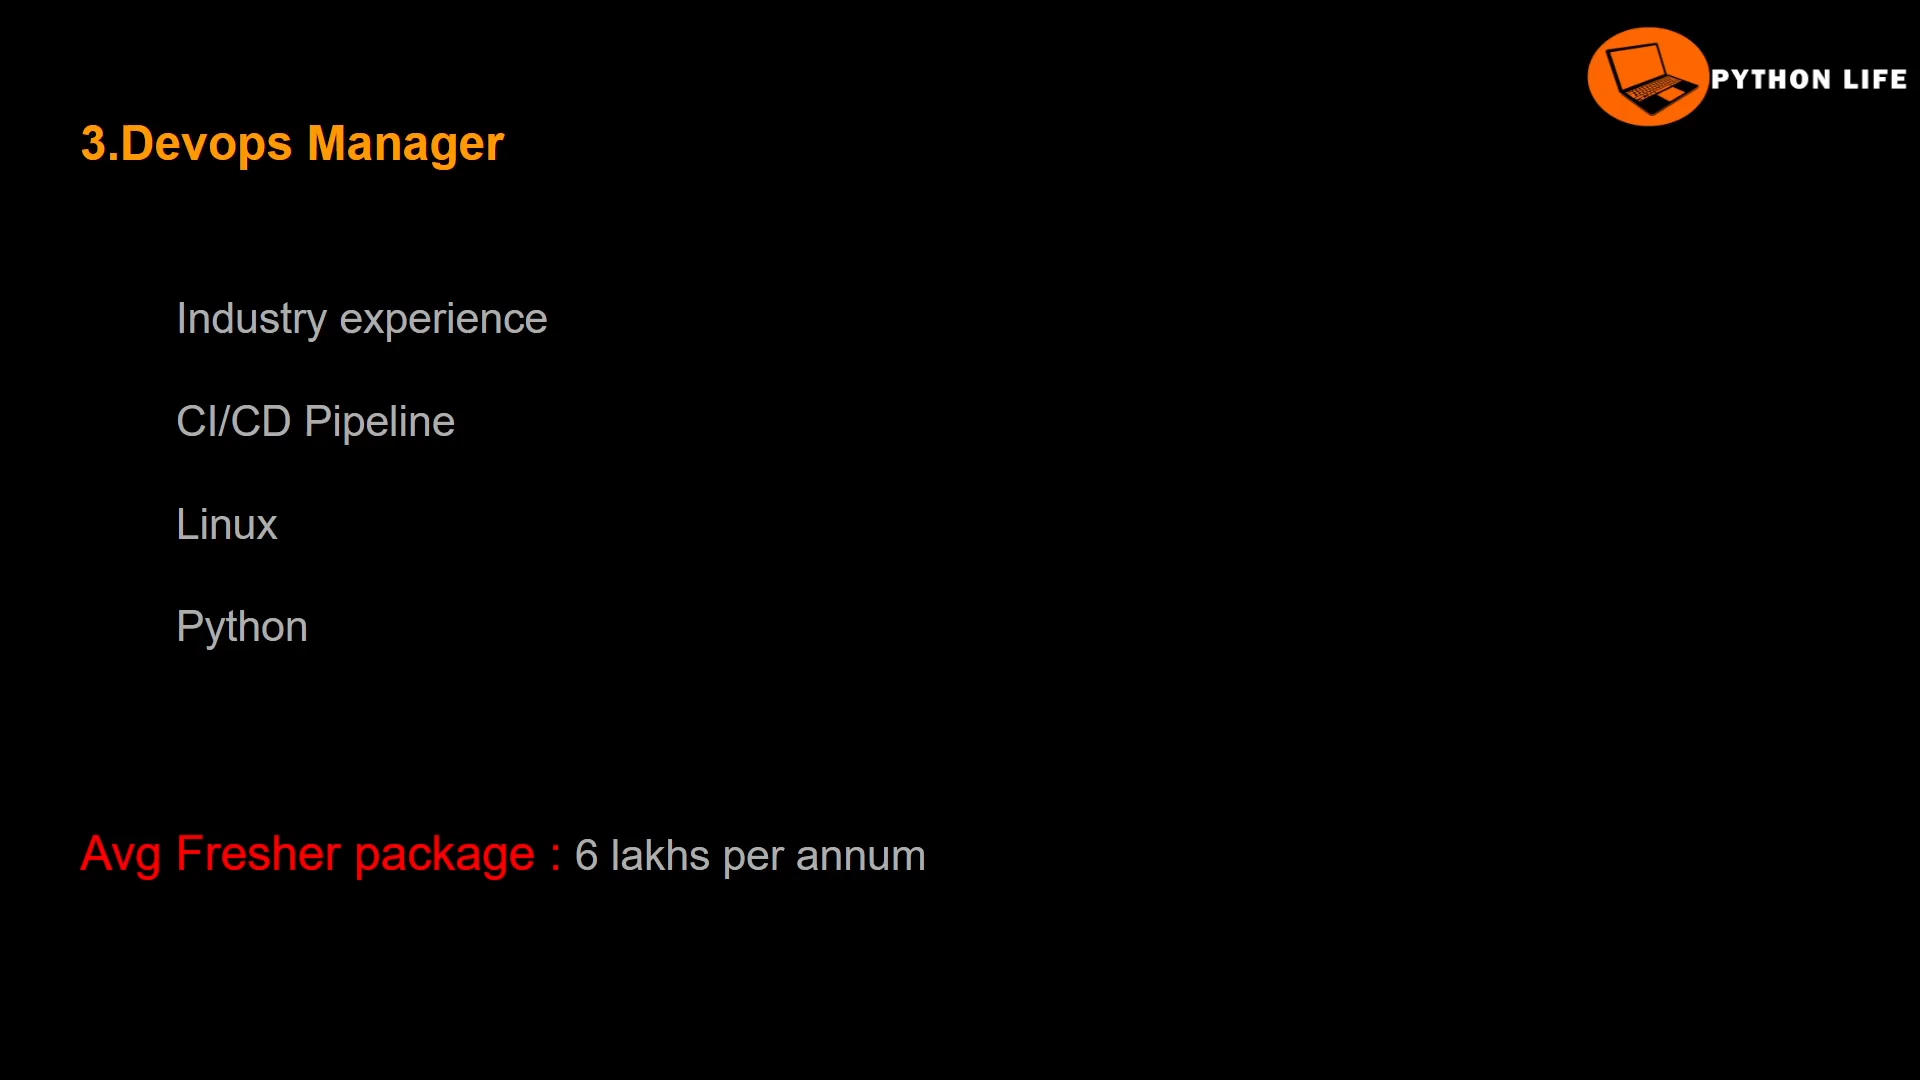 PYTHON LIFE
3.Devops Manager
Industry experience
CI/CD Pipeline
Linux
Python
Avg Fresher package : 6 lakhs per annum